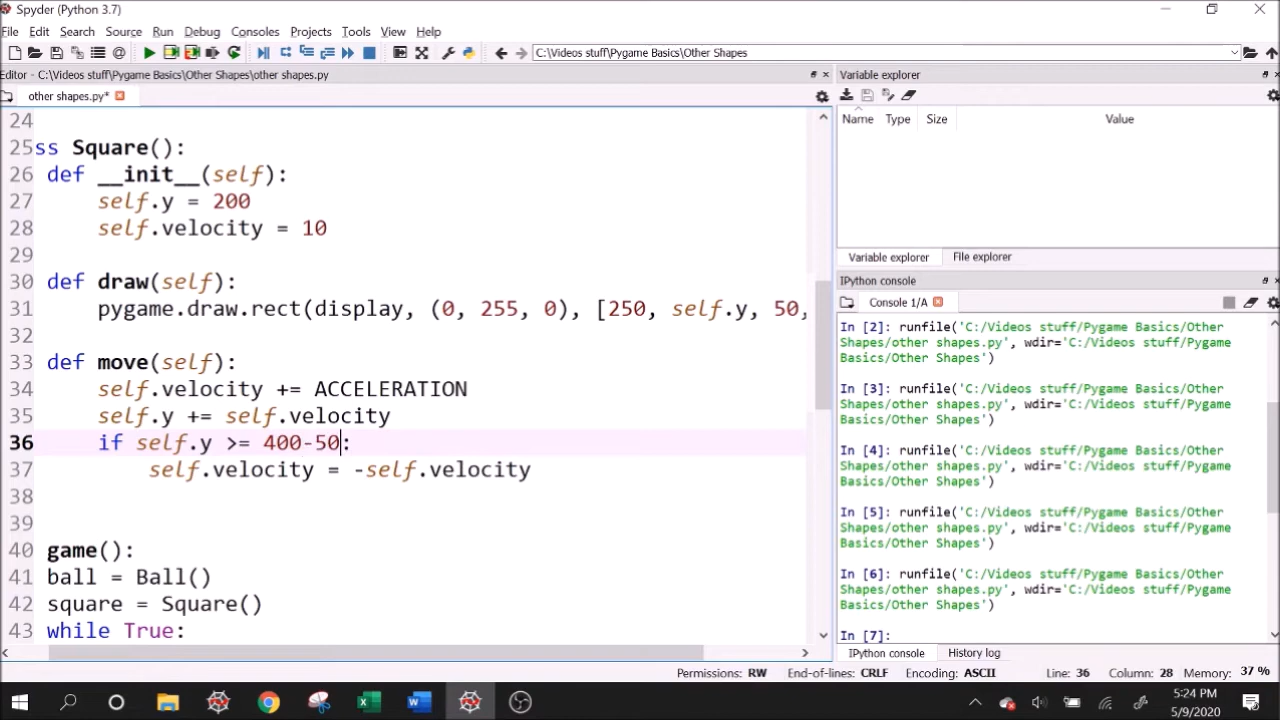 Spyder (Python 3.7)
File Edit Search Source Run Debug Consoles Projects Tools View Help
C:\Videos stuff\Pygame Basics\Other Shapes
Editor - C:\Videos stuff\Pygame Basics\Other Shapes\other shapes.py
other shapes.py*
24
25 ss Square():
26 def __init__(self):
27 self.y = 200
28 self.velocity = 10
29
30 def draw(self):
31 pygame.draw.rect(display, (0, 255, 0), [250, self.y, 50,
32
33 def move(self):
34 self.velocity += ACCELERATION
35 self.y += self.velocity
36 if self.y >= 400-50:
37 self.velocity = -self.velocity
38
39
40 game():
41 ball = Ball()
42 square = Square()
43 while True:
Variable explorer
Name Type Size Value
Variable explorer File explorer
IPython console
Console 1/A
In [2]: runfile('C:/Videos stuff/Pygame Basics/Other
Shapes/other shapes.py', wdir='C:/Videos stuff/Pygame
Basics/Other Shapes')
In [3]: runfile('C:/Videos stuff/Pygame Basics/Other
Shapes/other shapes.py', wdir='C:/Videos stuff/Pygame
Basics/Other Shapes')
In [4]: runfile('C:/Videos stuff/Pygame Basics/Other
Shapes/other shapes.py', wdir='C:/Videos stuff/Pygame
Basics/Other Shapes')
In [5]: runfile('C:/Videos stuff/Pygame Basics/Other
Shapes/other shapes.py', wdir='C:/Videos stuff/Pygame
Basics/Other Shapes')
In [6]: runfile('C:/Videos stuff/Pygame Basics/Other
Shapes/other shapes.py', wdir='C:/Videos stuff/Pygame
Basics/Other Shapes')
In [7]:
IPython console History log
Permissions: RW End-of-lines: CRLF Encoding: ASCII Line: 36 Column: 28 Memory: 37 %
5:24 PM
5/9/2020